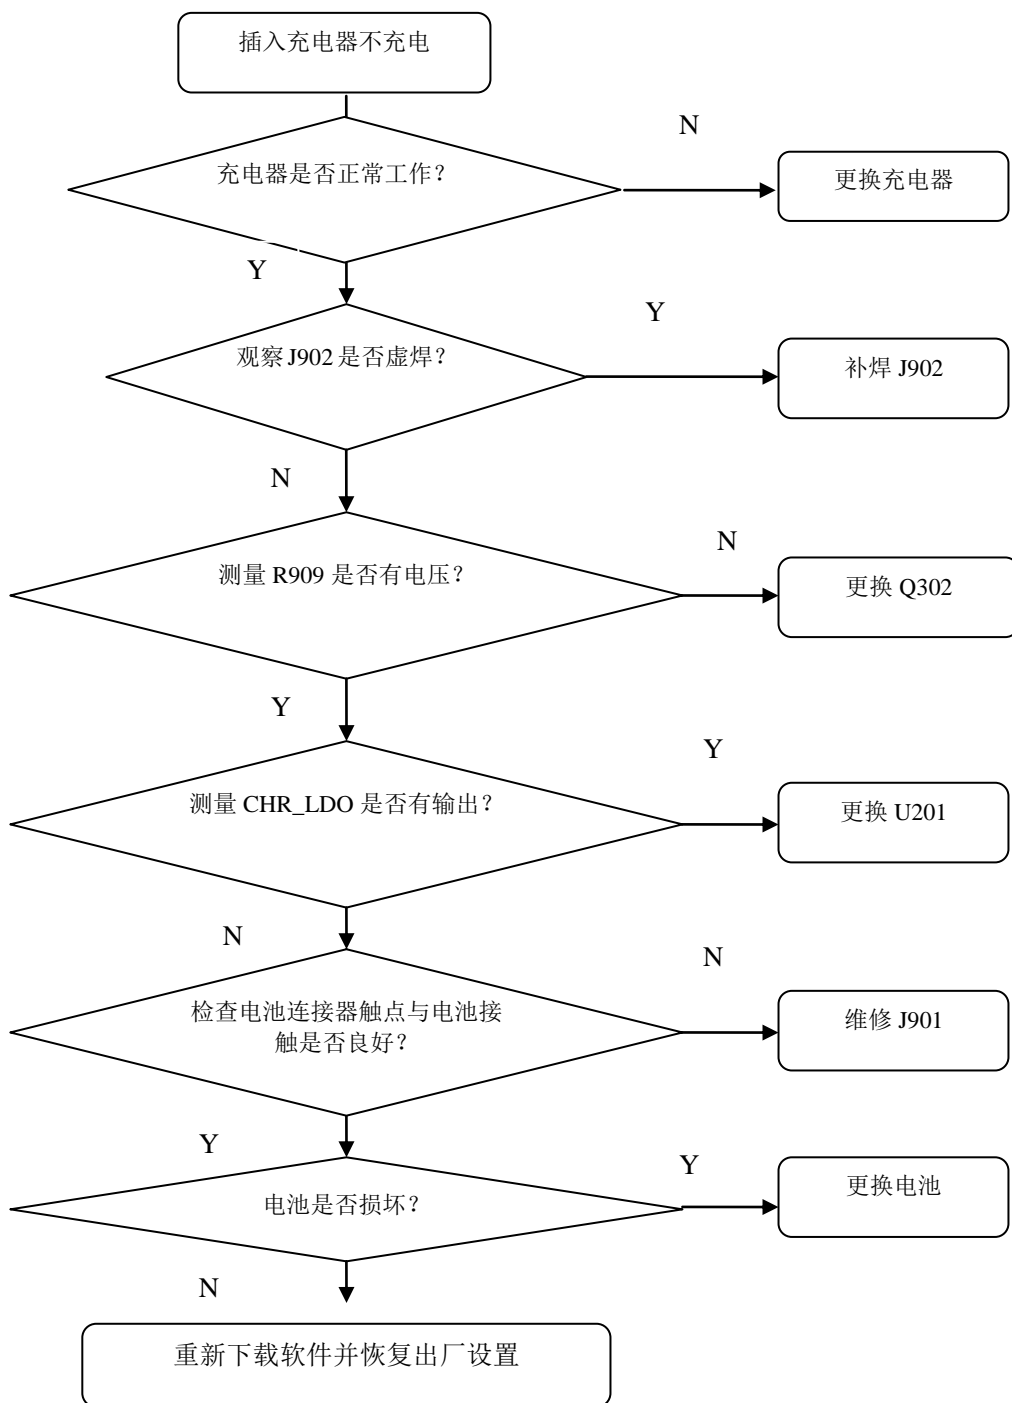 插入充电器不充电
N
充电器是否正常工作？
更换充电器
Y
Y
观察 J902 是否虚焊？
补焊 J902
N
N
测量 R909 是否有电压？
更换 Q302
Y
Y
测量 CHR_LDO 是否有输出？
更换 U201
N
N
检查电池连接器触点与电池接
触是否良好？
维修 J901
Y
Y
电池是否损坏？
更换电池
N
重新下载软件并恢复出厂设置